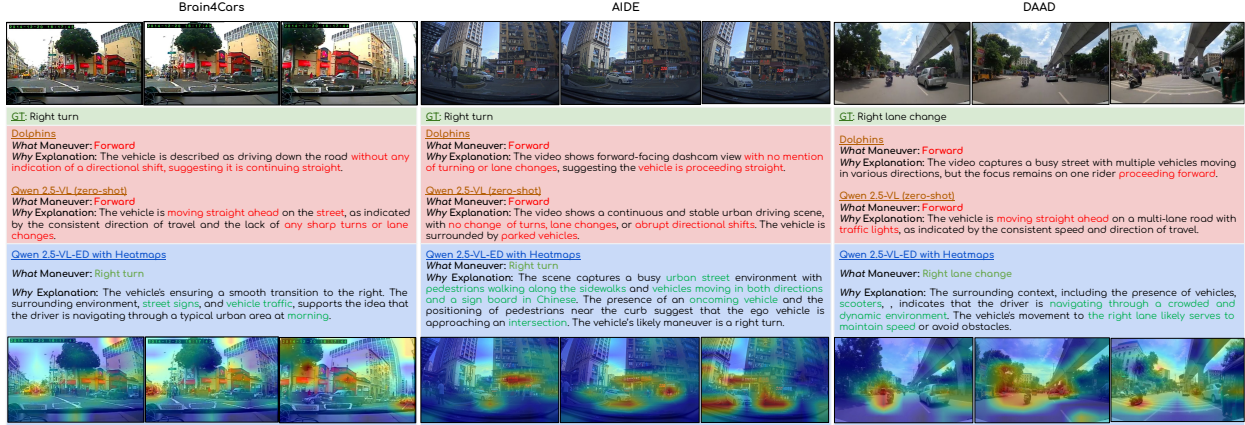 Brain4Cars
GT: Right turn
Dolphins
What Maneuver: Forward
Why Explanation: The vehicle is described as driving down the road without any
indication of a directional shift, suggesting it is continuing straight.
Qwen 2.5-VL (zero-shot)
What Maneuver: Forward
Why Explanation: The vehicle is moving straight ahead on the street, as indicated
by the consistent direction of travel and the lack of any sharp turns or lane
changes.
Qwen 2.5-VL-ED with Heatmaps
What Maneuver: Right turn
Why Explanation: The vehicle's ensuring a smooth transition to the right. The
surrounding environment, street signs, and vehicle traffic, supports the idea that
the driver is navigating through a typical urban area at morning.
AIDE
GT: Right turn
Dolphins
What Maneuver: Forward
Why Explanation: The video shows forward-facing dashcam view with no mention
of turning or lane changes, suggesting the vehicle is proceeding straight.
Qwen 2.5-VL (zero-shot)
What Maneuver: Forward
Why Explanation: The video shows a continuous and stable urban driving scene,
with no change of turns, lane changes, or abrupt directional shifts. The vehicle is
surrounded by parked vehicles.
Qwen 2.5-VL-ED with Heatmaps
What Maneuver: Right turn
Why Explanation: The scene captures a busy urban street environment with
pedestrians walking along the sidewalks and vehicles moving in both directions
and a sign board in Chinese. The presence of an oncoming vehicle and the
positioning of pedestrians near the curb suggest that the ego vehicle is
approaching an intersection. The vehicle's likely maneuver is a right turn.
DAAD
GT: Right lane change
Dolphins
What Maneuver: Forward
Why Explanation: The video captures a busy street with multiple vehicles moving
in various directions, but the focus remains on one rider proceeding forward.
Qwen 2.5-VL (zero-shot)
What Maneuver: Forward
Why Explanation: The vehicle is moving straight ahead on a multi-lane road with
traffic lights, as indicated by the consistent speed and direction of travel.
Qwen 2.5-VL-ED with Heatmaps
What Maneuver: Right lane change
Why Explanation: The surrounding context, including the presence of vehicles,
scooters, , indicates that the driver is navigating through a crowded and
dynamic environment. The vehicle's movement to the right lane likely serves to
maintain speed or avoid obstacles.